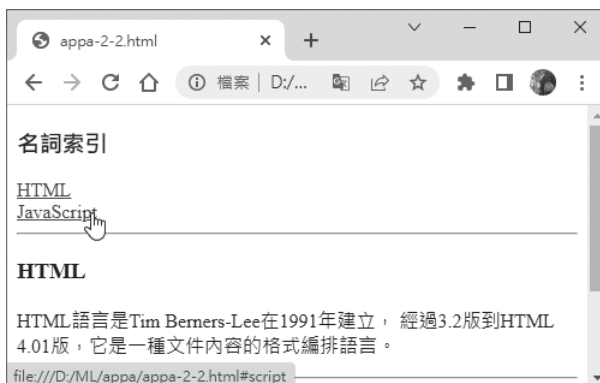 appa-2-2.html
檔案 D:/...
名詞索引
HTML
JavaScript
HTML
HTML語言是Tim Berners-Lee在1991年建立， 經過3.2版到HTML
4.01版，它是一種文件內容的格式編排語言。
file:///D:/ML/appa/appa-2-2.html#script